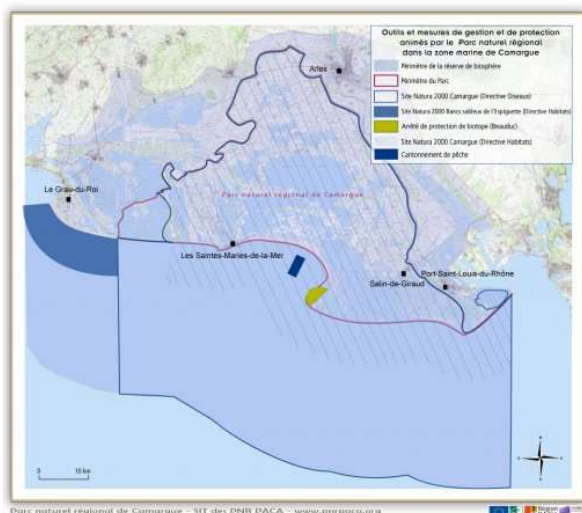 Outils et mesures de gestion et de protection
animés par le Parc naturel régional
dans la zone marine de Camargue
Périmètre de la réserve de biosphère
Périmètre du Parc
Site Natura 2000 Camargue (Directive Oiseaux)
Site Natura 2000 Bancs sableux de l'Espiguette (Directive Habitats)
Arrêté de protection de biotope (Beauduc)
Site Natura 2000 Camargue (Directive Habitats)
Cantonnement de pêche
Arles
Parc naturel régional de Camargue
Le Grau-du-Roi
Les Saintes-Maries-de-la-Mer
Salin-de-Giraud
Port-Saint-Louis-du-Rhône
0 10 km
Parc naturel régional de Camargue - SIT des PNR PACA - www.pnrpaca.org